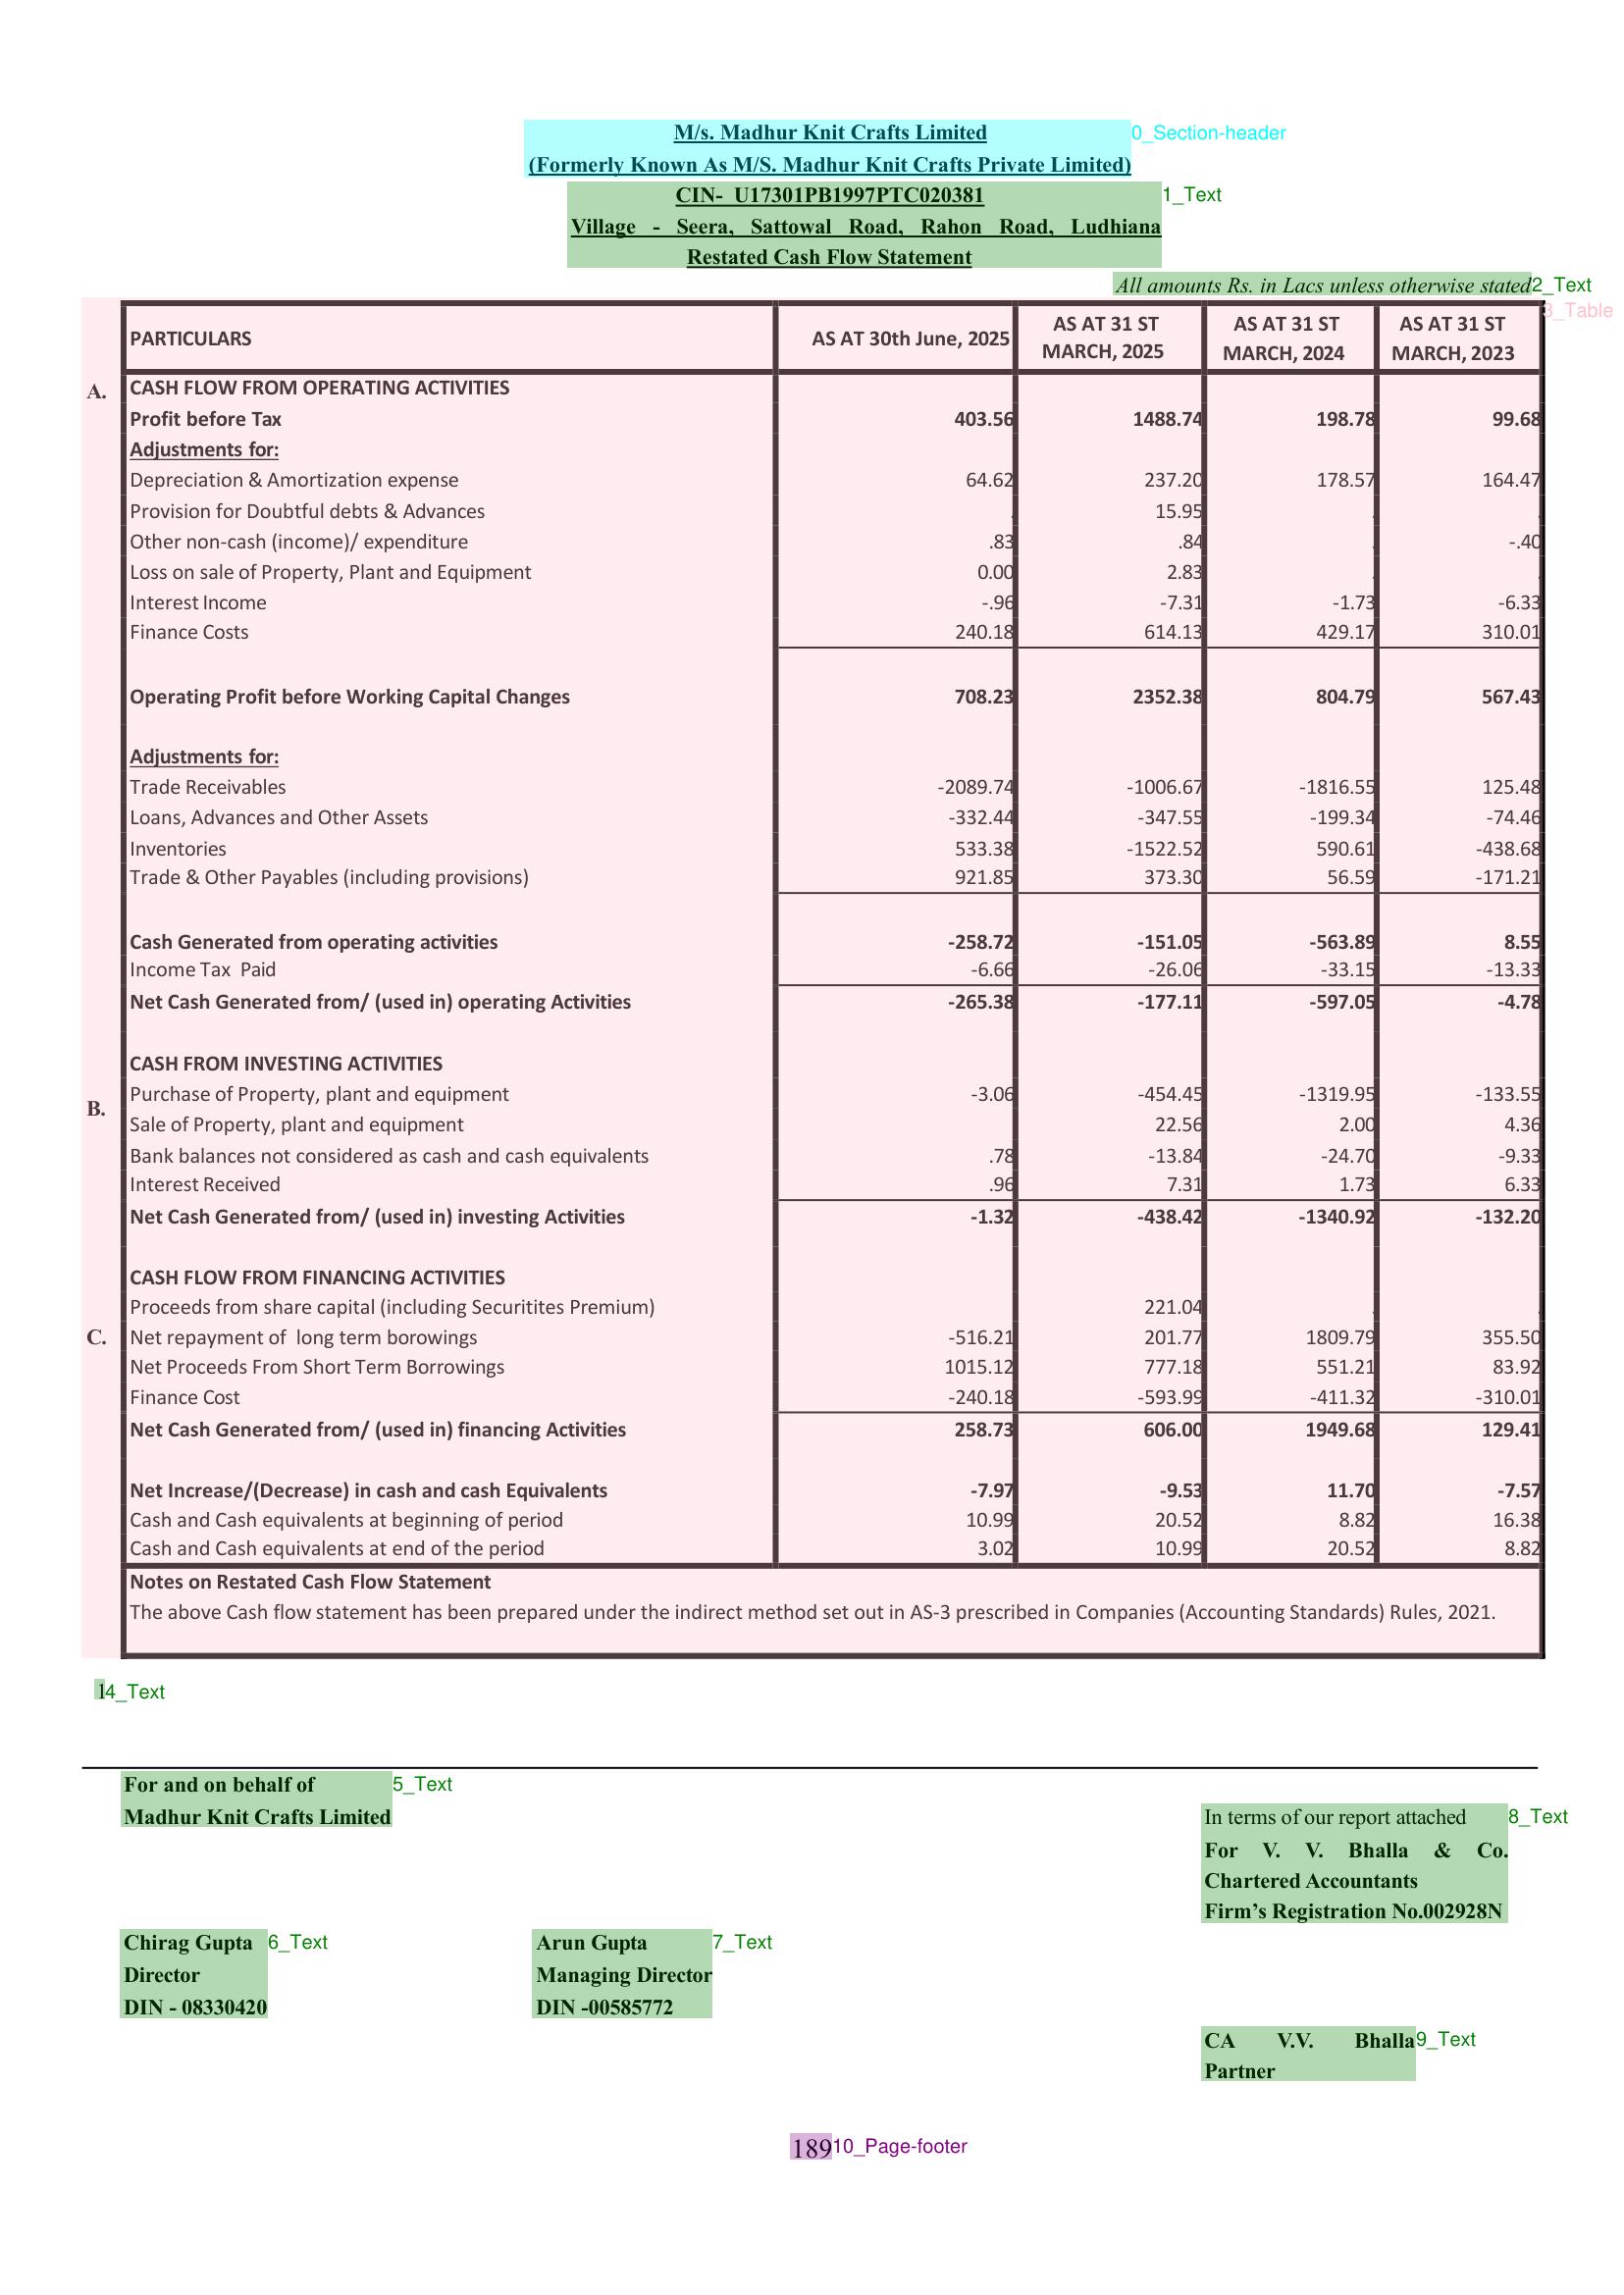 M/s. Madhur Knit Crafts Limited 0_Section-header
(Formerly Known As M/S. Madhur Knit Crafts Private Limited)
CIN- U17301PB1997PTC020381 1_Text
Village - Seera, Sattowal Road, Rahon Road, Ludhiana
Restated Cash Flow Statement
All amounts Rs. in Lacs unless otherwise stated 2_Text
3_Table
PARTICULARS AS AT 30th June, 2025 AS AT 31 ST MARCH, 2025 AS AT 31 ST MARCH, 2024 AS AT 31 ST MARCH, 2023
A. CASH FLOW FROM OPERATING ACTIVITIES
Profit before Tax 403.56 1488.74 198.78 99.68
Adjustments for:
Depreciation & Amortization expense 64.62 237.20 178.57 164.47
Provision for Doubtful debts & Advances . 15.95 . .
Other non-cash (income)/ expenditure .83 .84 . -.40
Loss on sale of Property, Plant and Equipment 0.00 2.83 . .
Interest Income -.96 -7.31 -1.73 -6.33
Finance Costs 240.18 614.13 429.17 310.01
Operating Profit before Working Capital Changes 708.23 2352.38 804.79 567.43
Adjustments for:
Trade Receivables -2089.74 -1006.67 -1816.55 125.48
Loans, Advances and Other Assets -332.44 -347.55 -199.34 -74.46
Inventories 533.38 -1522.52 590.61 -438.68
Trade & Other Payables (including provisions) 921.85 373.30 56.59 -171.21
Cash Generated from operating activities -258.72 -151.05 -563.89 8.55
Income Tax Paid -6.66 -26.06 -33.15 -13.33
Net Cash Generated from/ (used in) operating Activities -265.38 -177.11 -597.05 -4.78
CASH FROM INVESTING ACTIVITIES
Purchase of Property, plant and equipment -3.06 -454.45 -1319.95 -133.55
B.
Sale of Property, plant and equipment 22.56 2.00 4.36
Bank balances not considered as cash and cash equivalents .78 -13.84 -24.70 -9.33
Interest Received .96 7.31 1.73 6.33
Net Cash Generated from/ (used in) investing Activities -1.32 -438.42 -1340.92 -132.20
CASH FLOW FROM FINANCING ACTIVITIES
Proceeds from share capital (including Securitites Premium) 221.04 . .
C. Net repayment of long term borowings -516.21 201.77 1809.79 355.50
Net Proceeds From Short Term Borrowings 1015.12 777.18 551.21 83.92
Finance Cost -240.18 -593.99 -411.32 -310.01
Net Cash Generated from/ (used in) financing Activities 258.73 606.00 1949.68 129.41
Net Increase/(Decrease) in cash and cash Equivalents -7.97 -9.53 11.70 -7.57
Cash and Cash equivalents at beginning of period 10.99 20.52 8.82 16.38
Cash and Cash equivalents at end of the period 3.02 10.99 20.52 8.82
Notes on Restated Cash Flow Statement
The above Cash flow statement has been prepared under the indirect method set out in AS-3 prescribed in Companies (Accounting Standards) Rules, 2021.
l 4_Text
For and on behalf of 5_Text
Madhur Knit Crafts Limited
In terms of our report attached 8_Text
For V. V. Bhalla & Co.
Chartered Accountants
Firm’s Registration No.002928N
Chirag Gupta 6_Text
Director
DIN - 08330420
Arun Gupta 7_Text
Managing Director
DIN -00585772
CA V.V. Bhalla 9_Text
Partner
189 10_Page-footer